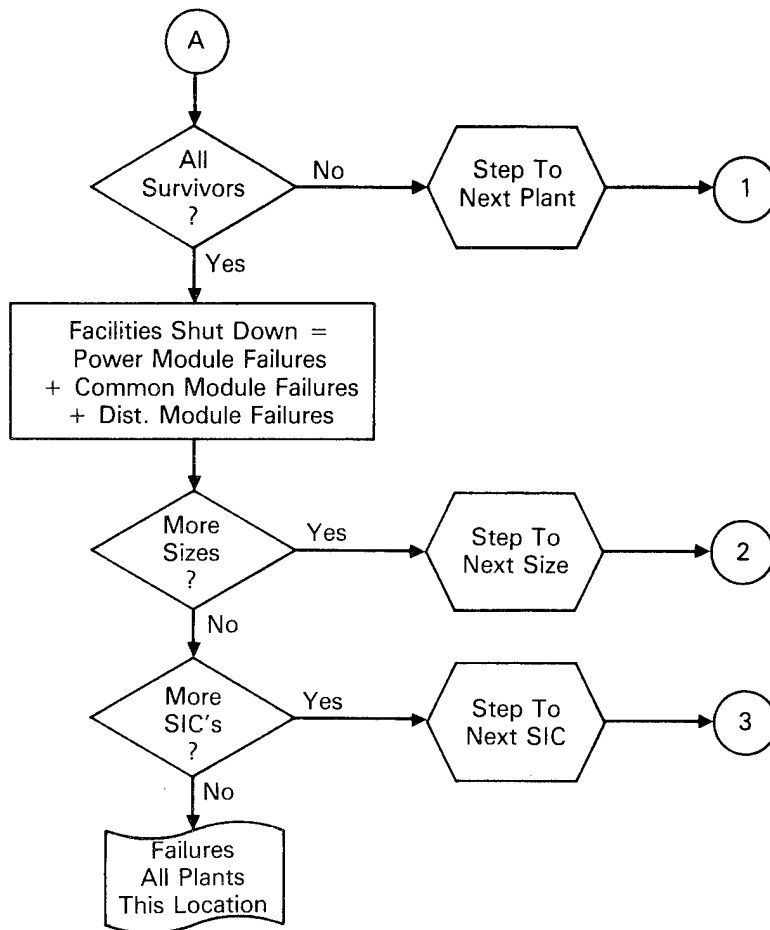 A
All
Survivors
?
No
Step To
Next Plant
1
Yes
Facilities Shut Down =
Power Module Failures
+ Common Module Failures
+ Dist. Module Failures
More
Sizes
?
Yes
Step To
Next Size
2
No
More
SIC's
?
Yes
Step To
Next SIC
3
No
Failures
All Plants
This Location